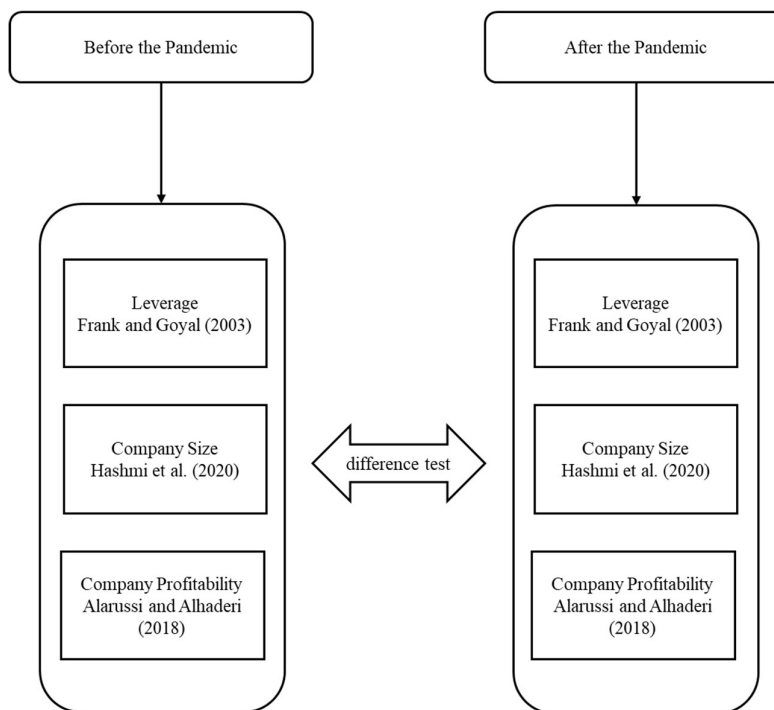 Before the Pandemic
After the Pandemic
Leverage
Frank and Goyal (2003)
Leverage
Frank and Goyal (2003)
Company Size
Hashmi et al. (2020)
difference test
Company Size
Hashmi et al. (2020)
Company Profitability
Alarussi and Alhaderi
(2018)
Company Profitability
Alarussi and Alhaderi
(2018)